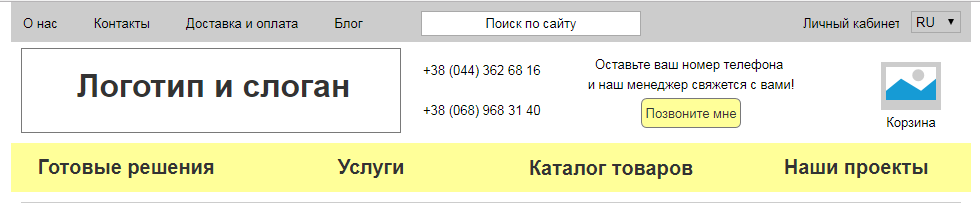 О нас Контакты Доставка и оплата Блог Поиск по сайту Личный кабинет RU
Логотип и слоган
+38 (044) 362 68 16
+38 (068) 968 31 40
Оставьте ваш номер телефона
и наш менеджер свяжется с вами!
Позвоните мне
Корзина
Готовые решения Услуги Каталог товаров Наши проекты